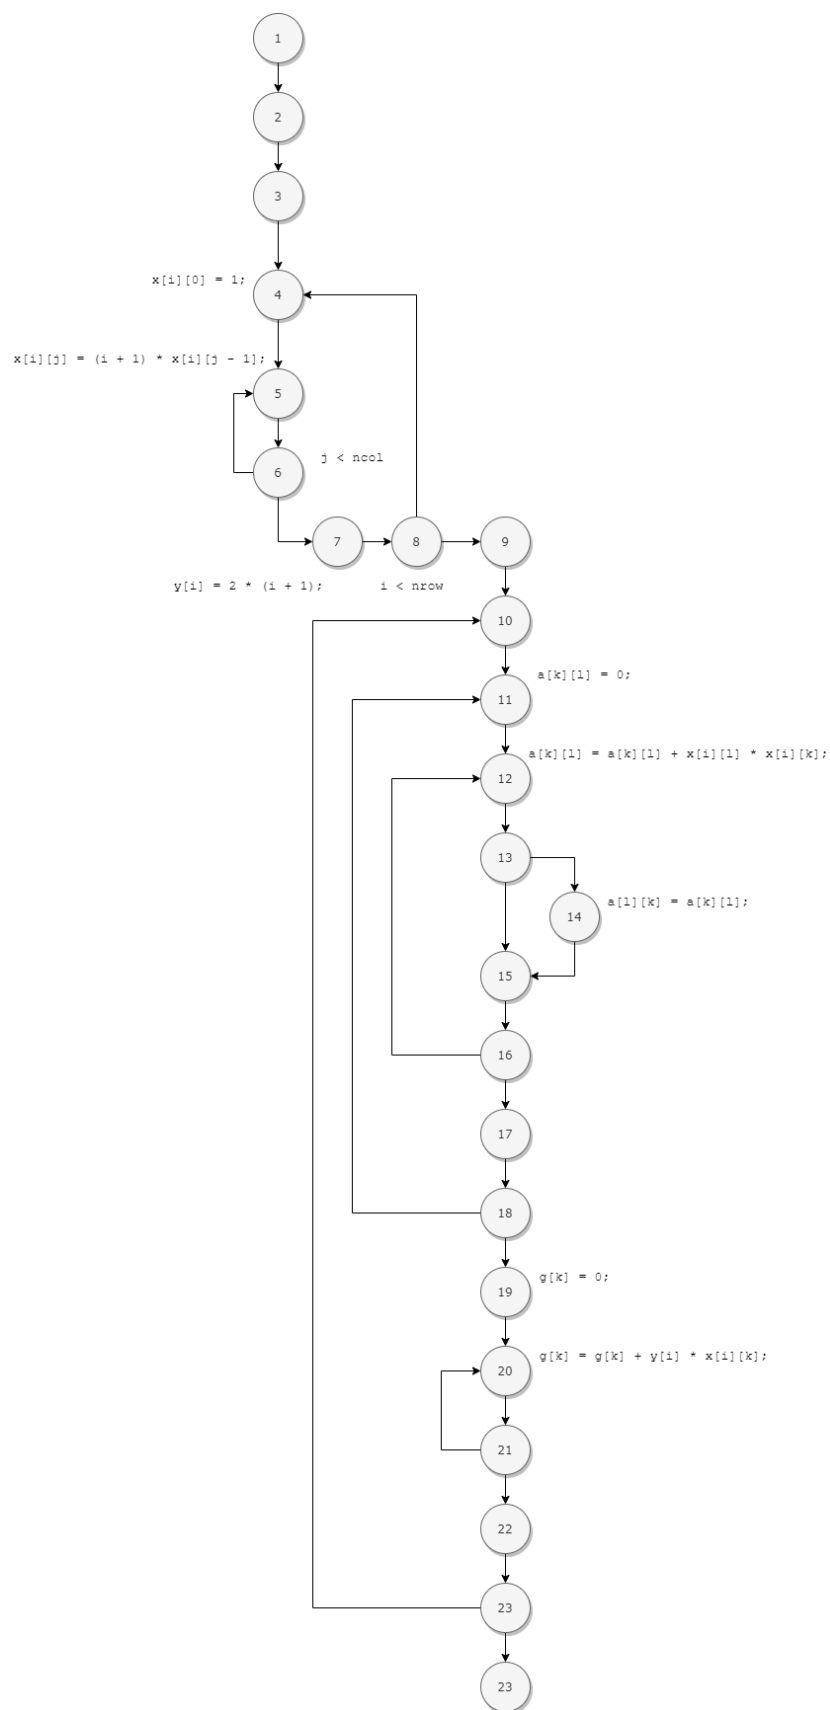 1
2
3
x[i][0] = 1;
4
x[i][j] = (i + 1) * x[i][j - 1];
5
j < ncol
6
7
8
9
y[i] = 2 * (i + 1);
i < nrow
10
a[k][l] = 0;
11
a[k][l] = a[k][l] + x[i][l] * x[i][k];
12
13
a[l][k] = a[k][l];
14
15
16
17
18
g[k] = 0;
19
g[k] = g[k] + y[i] * x[i][k];
20
21
22
23
23